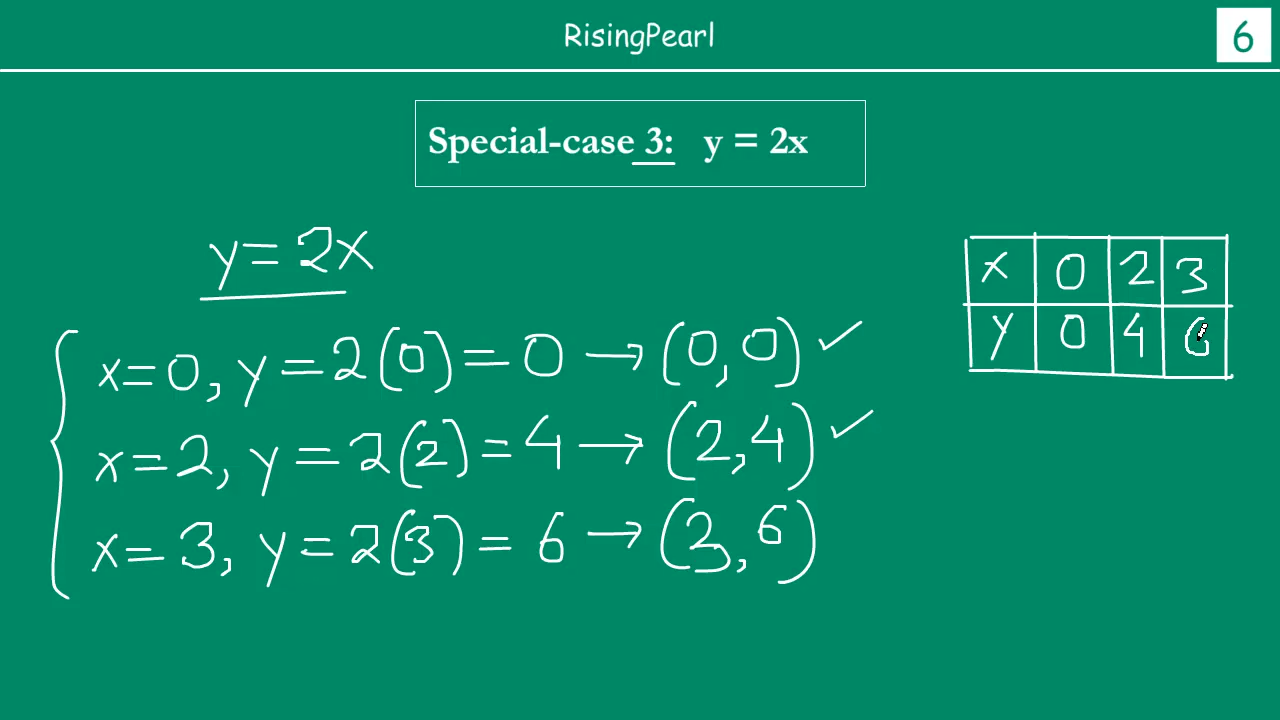 RisingPearl
6
Special-case 3: y = 2x
y = 2x
x = 0, y = 2(0) = 0 → (0, 0) ✓
x = 2, y = 2(2) = 4 → (2, 4) ✓
x = 3, y = 2(3) = 6 → (3, 6)
x 0 2 3
y 0 4 6